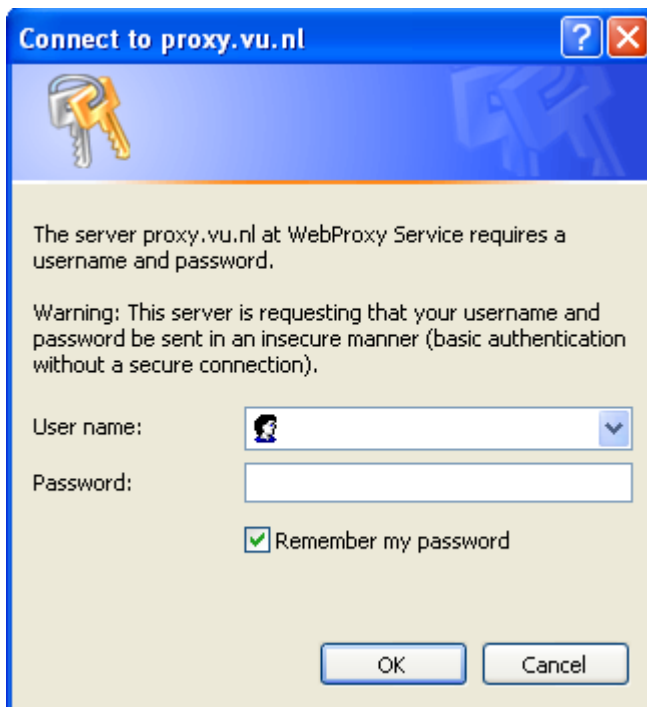 Connect to proxy.vu.nl
The server proxy.vu.nl at WebProxy Service requires a
username and password.
Warning: This server is requesting that your username and
password be sent in an insecure manner (basic authentication
without a secure connection).
User name:
Password:
Remember my password
OK
Cancel